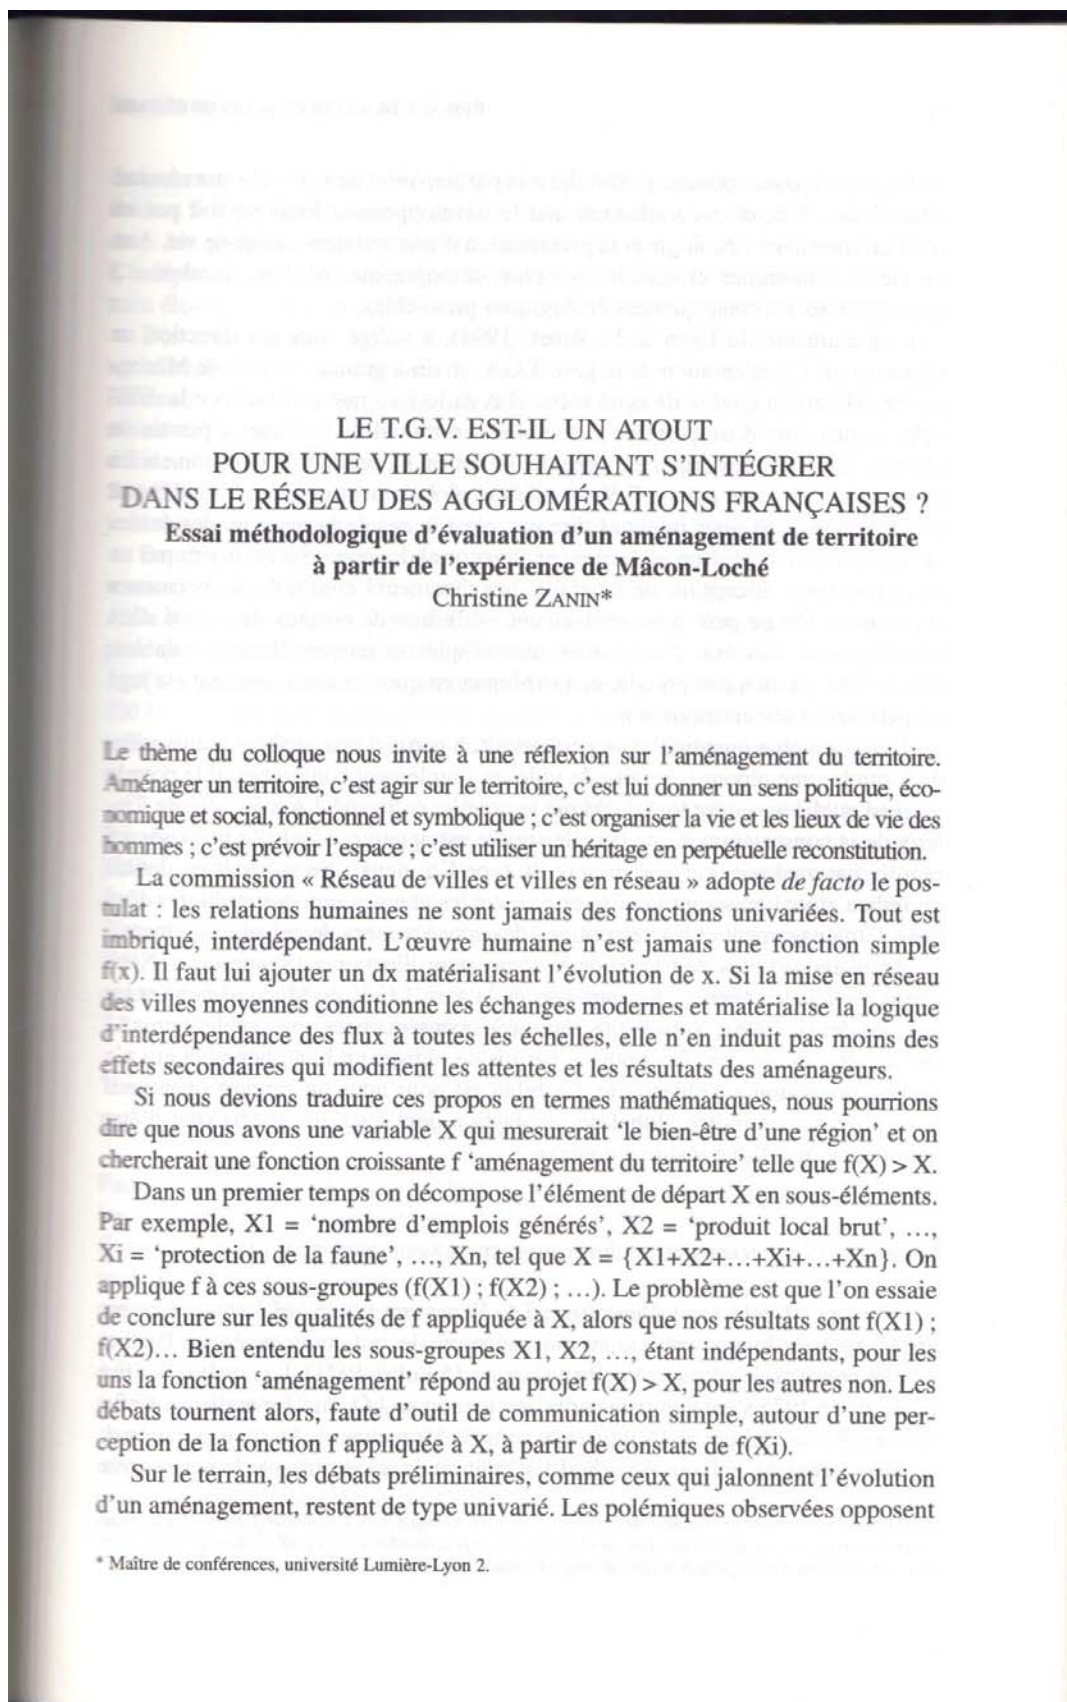 LE T.G.V. EST-IL UN ATOUT
POUR UNE VILLE SOUHAITANT S’INTÉGRER
DANS LE RÉSEAU DES AGGLOMÉRATIONS FRANÇAISES ?
Essai méthodologique d’évaluation d’un aménagement de territoire
à partir de l’expérience de Mâcon-Loché
Christine ZANIN*
Le thème du colloque nous invite à une réflexion sur l’aménagement du territoire.
Aménager un territoire, c’est agir sur le territoire, c’est lui donner un sens politique, éco-
nomique et social, fonctionnel et symbolique ; c’est organiser la vie et les lieux de vie des
hommes ; c’est prévoir l’espace ; c’est utiliser un héritage en perpétuelle reconstitution.
La commission « Réseau de villes et villes en réseau » adopte de facto le pos-
tulat : les relations humaines ne sont jamais des fonctions univariées. Tout est
imbriqué, interdépendant. L’œuvre humaine n’est jamais une fonction simple
f(x). Il faut lui ajouter un dx matérialisant l’évolution de x. Si la mise en réseau
des villes moyennes conditionne les échanges modernes et matérialise la logique
d’interdépendance des flux à toutes les échelles, elle n’en induit pas moins des
effets secondaires qui modifient les attentes et les résultats des aménageurs.
Si nous devions traduire ces propos en termes mathématiques, nous pourrions
dire que nous avons une variable X qui mesurerait ‘le bien-être d’une région’ et on
chercherait une fonction croissante f ‘aménagement du territoire’ telle que f(X) > X.
Dans un premier temps on décompose l’élément de départ X en sous-éléments.
Par exemple, X1 = ‘nombre d’emplois générés’, X2 = ‘produit local brut’, …,
Xi = ‘protection de la faune’, …, Xn, tel que X = {X1+X2+…+Xi+…+Xn}. On
applique f à ces sous-groupes (f(X1) ; f(X2) ; …). Le problème est que l’on essaie
de conclure sur les qualités de f appliquée à X, alors que nos résultats sont f(X1) ;
f(X2)… Bien entendu les sous-groupes X1, X2, …, étant indépendants, pour les
uns la fonction ‘aménagement’ répond au projet f(X) > X, pour les autres non. Les
débats tournent alors, faute d’outil de communication simple, autour d’une per-
ception de la fonction f appliquée à X, à partir de constats de f(Xi).
Sur le terrain, les débats préliminaires, comme ceux qui jalonnent l’évolution
d’un aménagement, restent de type univarié. Les polémiques observées opposent
* Maître de conférences, université Lumière-Lyon 2.